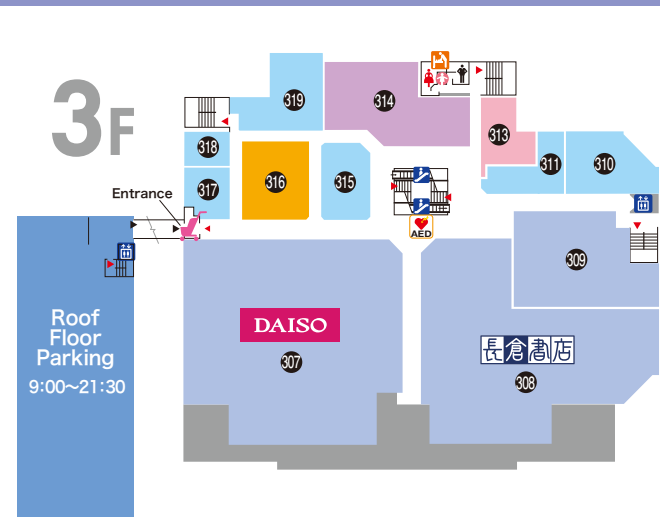 3F
319
314
313
318
311
310
317
316
315
Entrance
AED
309
Roof
Floor
Parking
9:00~21:30
DAISO
307
長倉書店
308